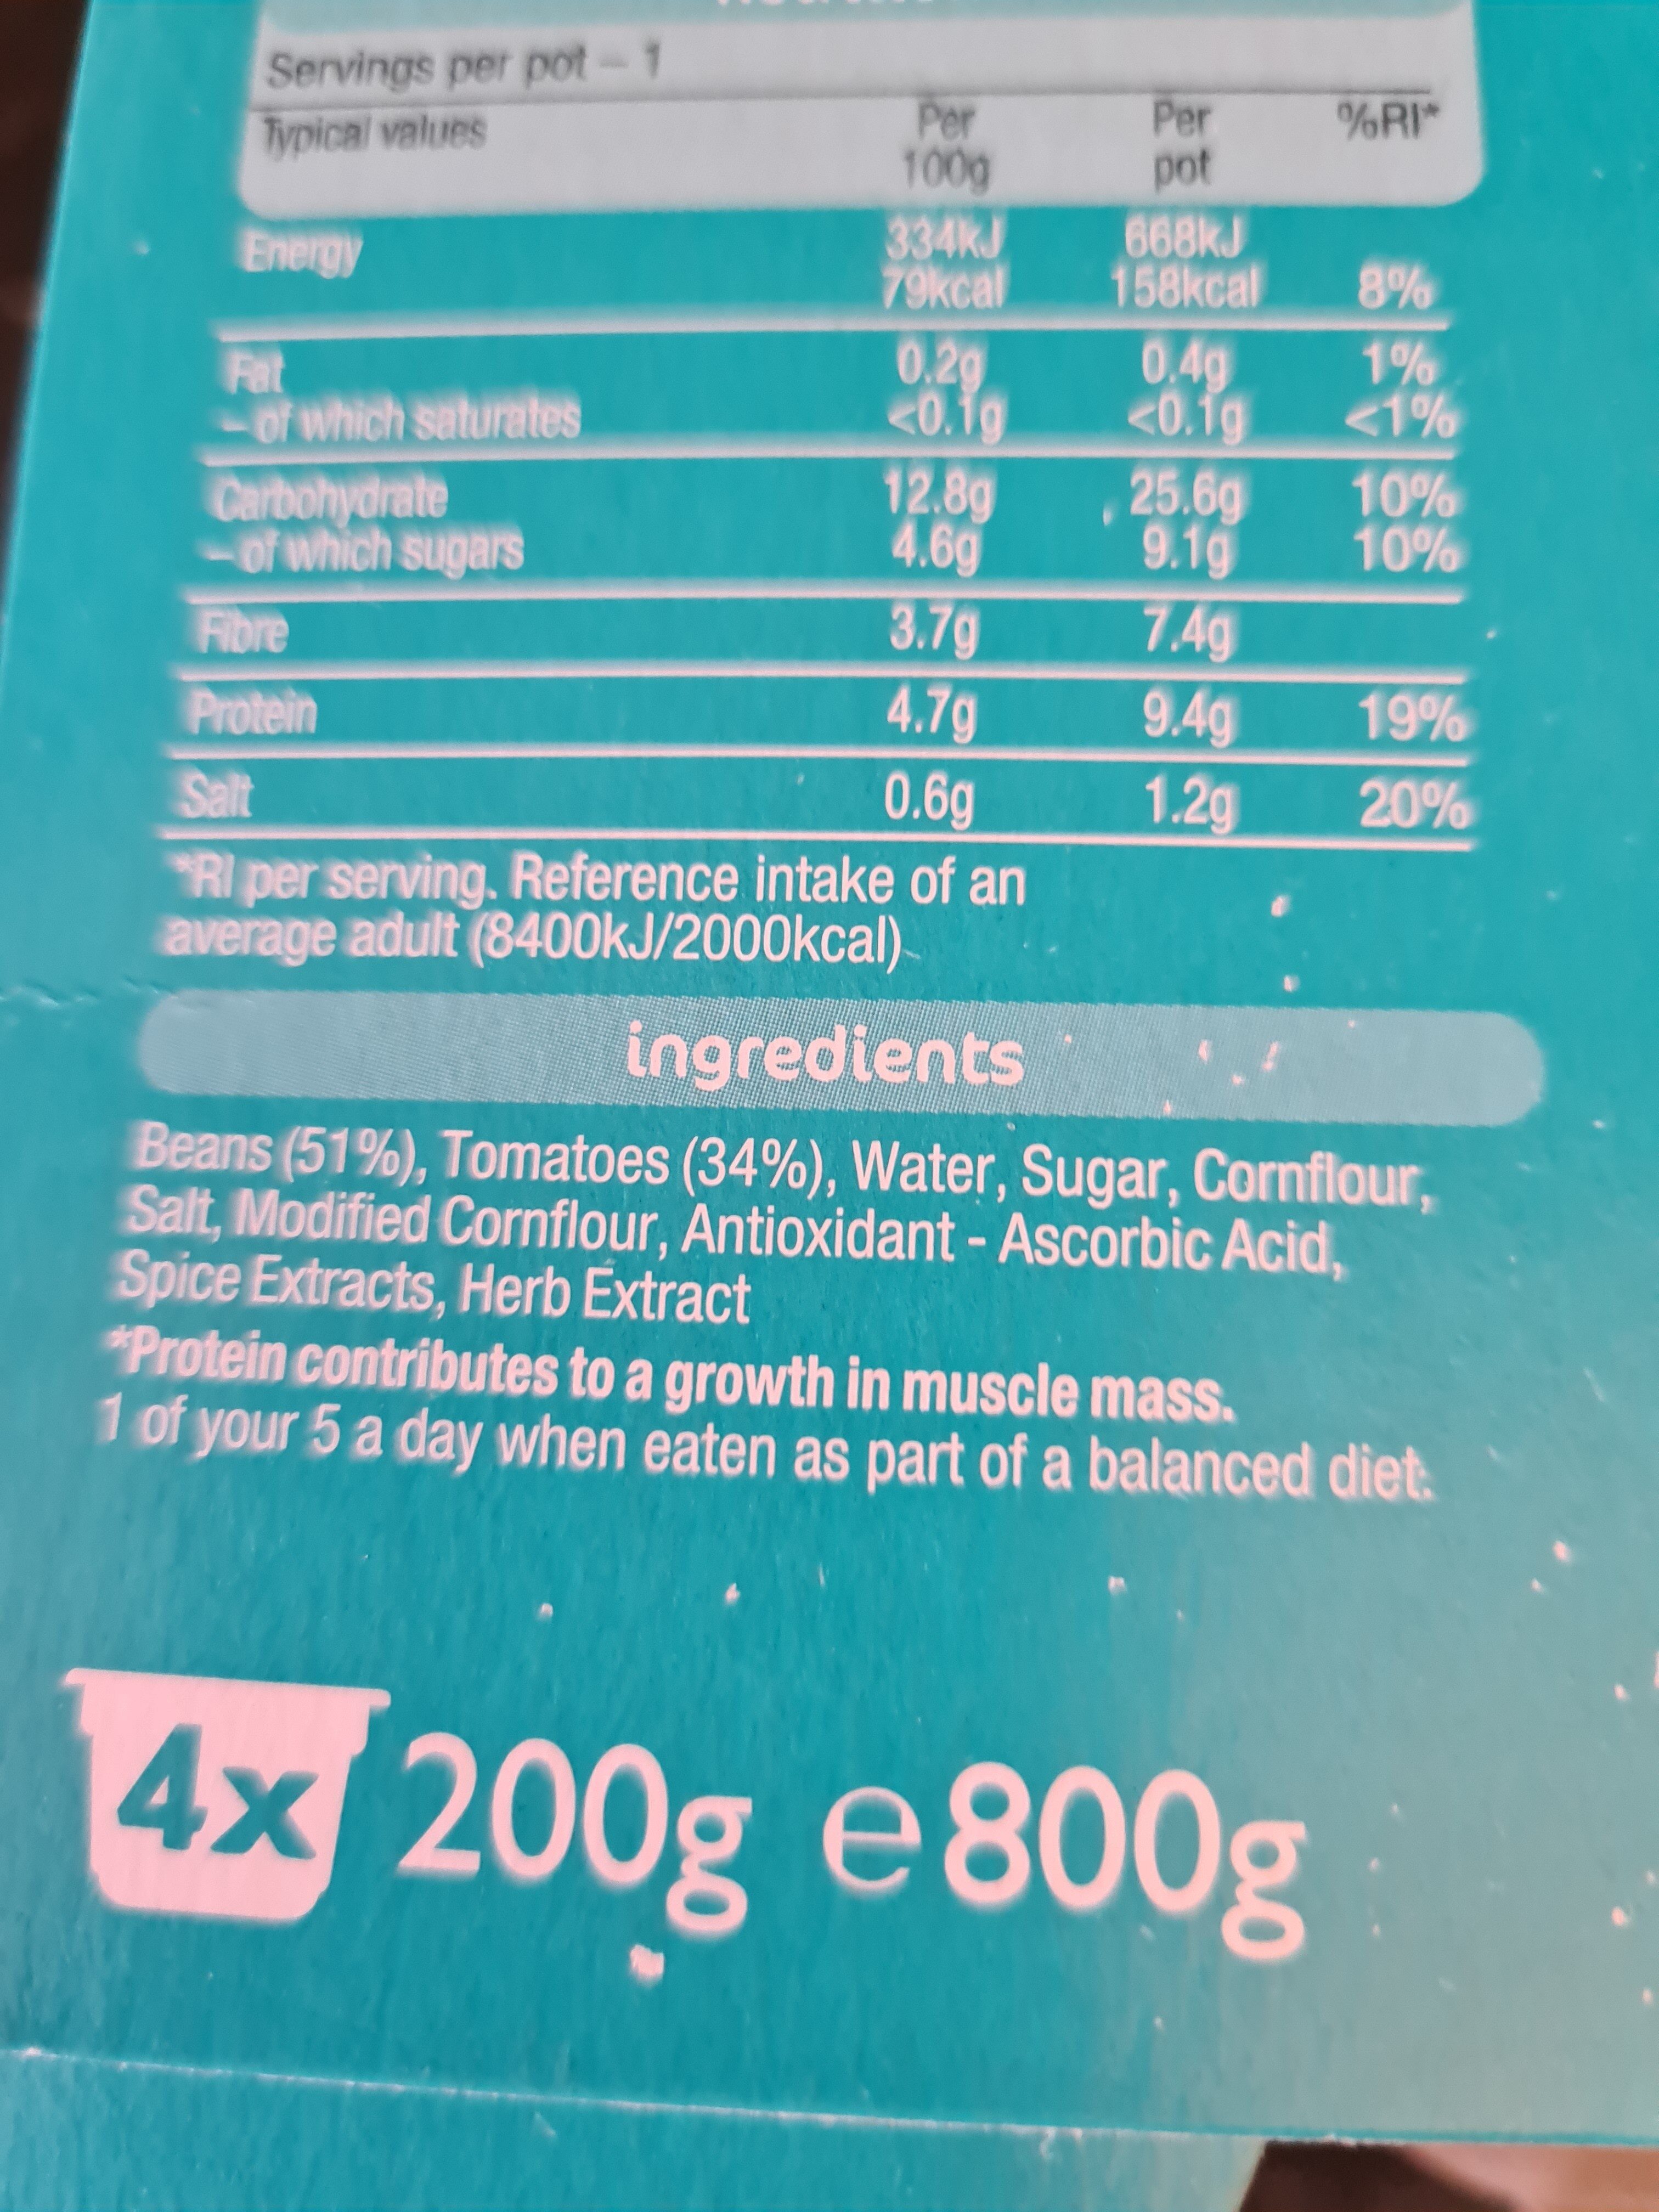 Servings per pot – 1
Typical values Per 100g Per pot %RI*
Energy 334kJ 668kJ
79kcal 158kcal 8%
Fat 0.2g 0.4g 1%
– of which saturates <0.1g <0.1g <1%
Carbohydrate 12.8g 25.6g 10%
– of which sugars 4.6g 9.1g 10%
Fibre 3.7g 7.4g
Protein 4.7g 9.4g 19%
Salt 0.6g 1.2g 20%
*RI per serving. Reference intake of an
average adult (8400kJ/2000kcal)
ingredients
Beans (51%), Tomatoes (34%), Water, Sugar, Cornflour,
Salt, Modified Cornflour, Antioxidant - Ascorbic Acid,
Spice Extracts, Herb Extract
*Protein contributes to a growth in muscle mass.
1 of your 5 a day when eaten as part of a balanced diet.
4x 200g e800g